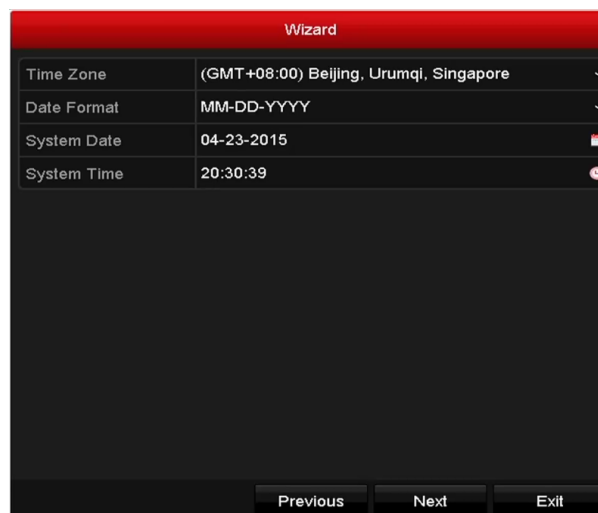 Wizard
Time Zone (GMT+08:00) Beijing, Urumqi, Singapore
Date Format MM-DD-YYYY
System Date 04-23-2015
System Time 20:30:39
Previous Next Exit